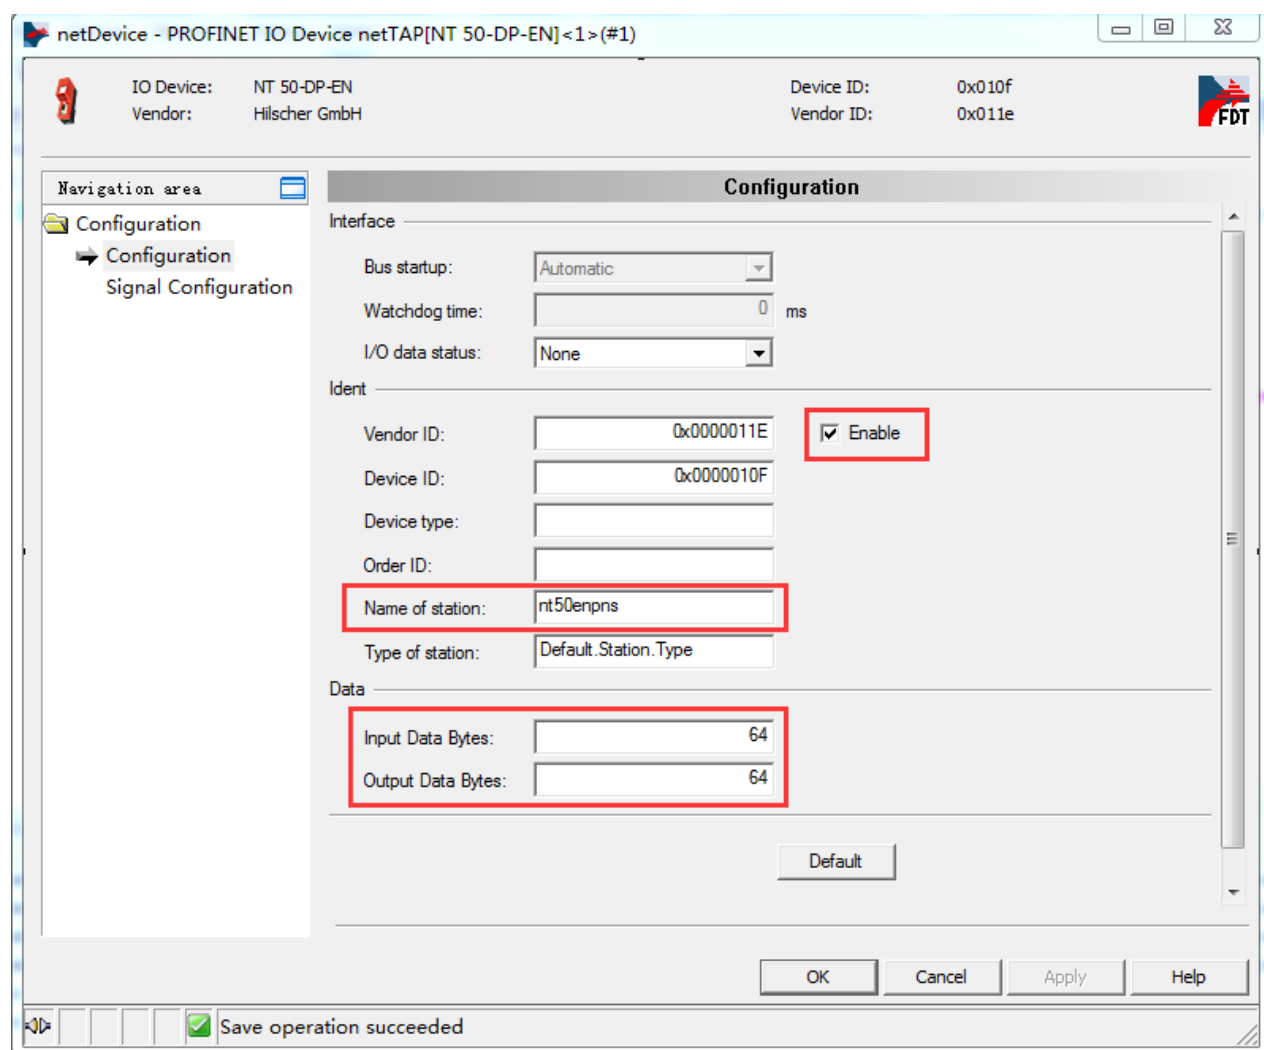 netDevice - PROFINET IO Device netTAP[NT 50-DP-EN]<1>(#1)
IO Device: NT 50-DP-EN Device ID: 0x010f
Vendor: Hilscher GmbH Vendor ID: 0x011e
FDT
Navigation area
Configuration
Configuration
Signal Configuration
Configuration
Interface
Bus startup: Automatic
Watchdog time: 0 ms
I/O data status: None
Ident
Vendor ID: 0x0000011E Enable
Device ID: 0x0000010F
Device type:
Order ID:
Name of station: nt50enpns
Type of station: Default.Station.Type
Data
Input Data Bytes: 64
Output Data Bytes: 64
Default
OK Cancel Apply Help
Save operation succeeded